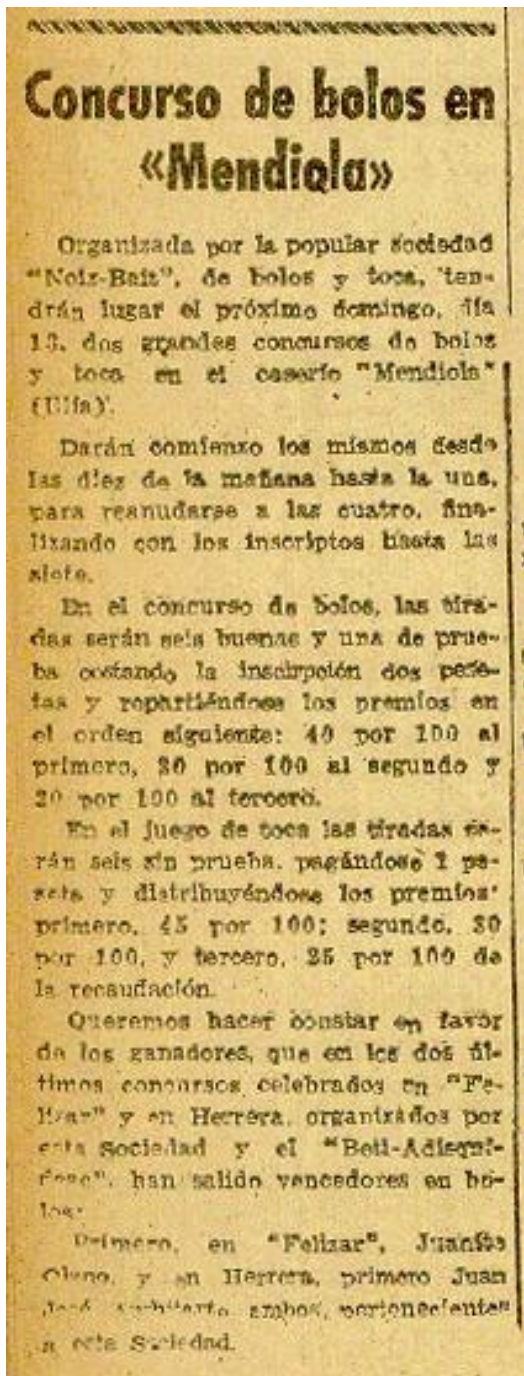 Concurso de bolos en
«Mendiola»
Organizada por la popular sociedad
"Noiz-Baiz", de bolos y toca, ten-
drán lugar el próximo domingo, día
13, dos grandes concursos de bolos
y toca en el caserío "Mendiola"
(Ulía).
Darán comienzo los mismos desde
las diez de la mañana hasta la una,
para reanudarse a las cuatro, fina-
lizando con los inscriptos hasta las
siete.
En el concurso de bolos, las tira-
das serán seis buenas y una de prue-
ba costando la inscirpción dos pese-
tas y repartiéndose los premios en
el orden siguiente: 40 por 100 al
primero, 30 por 100 al segundo y
20 por 100 al tercero.
En el juego de toca las tiradas se-
rán seis sin prueba, pagándose 1 pe-
seta y distribuyéndose los premios:
primero, 45 por 100; segundo, 30
por 100, y tercero, 25 por 100 de
la recaudación.
Queremos hacer constar en favor
de los ganadores, que en los dos úl-
timos concursos celebrados en "Fe-
lizar" y en Herrera, organizados por
esta Sociedad y el "Beti-
han salido vencedores en bo-
los:
Primero, en "Felizar", Juanito
y en Herrera, primero Juan
José ambos, pertenecientes
a esta Sociedad.